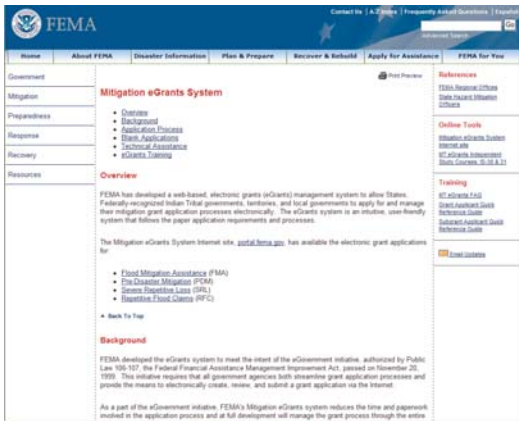 Contact Us | A-Z Index | Frequently Asked Questions | Español
FEMA
Go
Advanced Search
Home
About FEMA
Disaster Information
Plan & Prepare
Recover & Rebuild
Apply for Assistance
FEMA for You
Government
Mitigation
Preparedness
Response
Recovery
Resources
Print Preview
Mitigation eGrants System
Overview
Background
Application Process
Blank Applications
Technical Assistance
eGrants Training
Overview
FEMA has developed a web-based, electronic grants (eGrants) management system to allow States,
Federally-recognized Indian Tribal governments, territories, and local governments to apply for and manage
their mitigation grant application processes electronically. The eGrants system is an intuitive, user-friendly
system that follows the paper application requirements and processes.
The Mitigation eGrants System Internet site, portal.fema.gov, has available the electronic grant applications
for:
Flood Mitigation Assistance (FMA)
Pre-Disaster Mitigation (PDM)
Severe Repetitive Loss (SRL)
Repetitive Flood Claims (RFC)
Back To Top
Background
FEMA developed the eGrants system to meet the intent of the eGovernment initiative, authorized by Public
Law 106-107, the Federal Financial Assistance Management Improvement Act, passed on November 20,
1999. This initiative requires that all government agencies both streamline grant application processes and
provide the means to electronically create, review, and submit a grant application via the Internet.
As a part of the eGovernment initiative, FEMA's Mitigation eGrants system reduces the time and paperwork
involved in the application process and at full development will manage the grant process through the entire
References
FEMA Regional Offices
State Hazard Mitigation
Officers
Online Tools
Mitigation eGrants System
Internet site
MT eGrants Independent
Study Courses
Training
MT eGrants FAQ
Grant Applicant Quick
Reference Guide
Subgrant Applicant Quick
Reference Guide
Email Updates